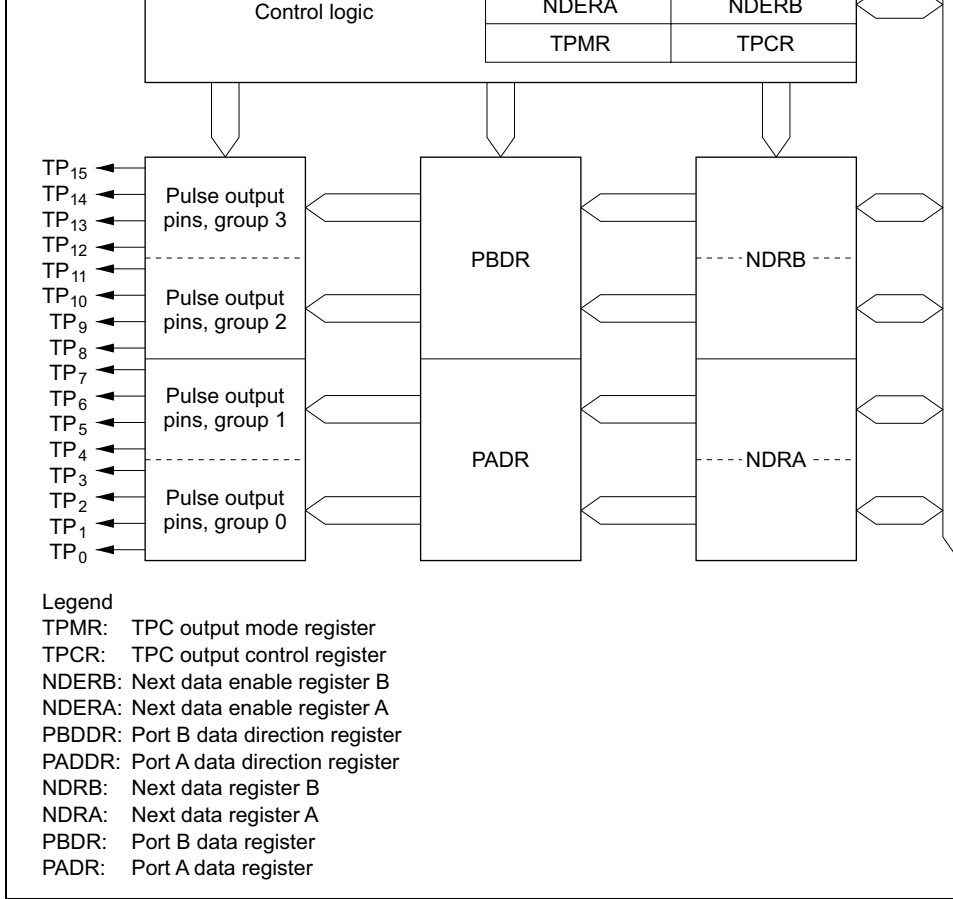 Control logic
NDERA NDERB
TPMR TPCR
TP15
TP14
TP13
TP12
TP11
TP10
TP9
TP8
TP7
TP6
TP5
TP4
TP3
TP2
TP1
TP0
Pulse output
pins, group 3
Pulse output
pins, group 2
Pulse output
pins, group 1
Pulse output
pins, group 0
PBDR
PADR
NDRB
NDRA
Legend
TPMR: TPC output mode register
TPCR: TPC output control register
NDERB: Next data enable register B
NDERA: Next data enable register A
PBDDR: Port B data direction register
PADDR: Port A data direction register
NDRB: Next data register B
NDRA: Next data register A
PBDR: Port B data register
PADR: Port A data register